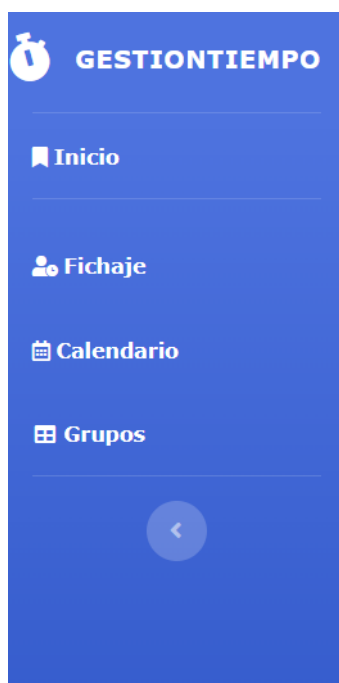 GESTIONTIEMPO
Inicio
Fichaje
Calendario
Grupos